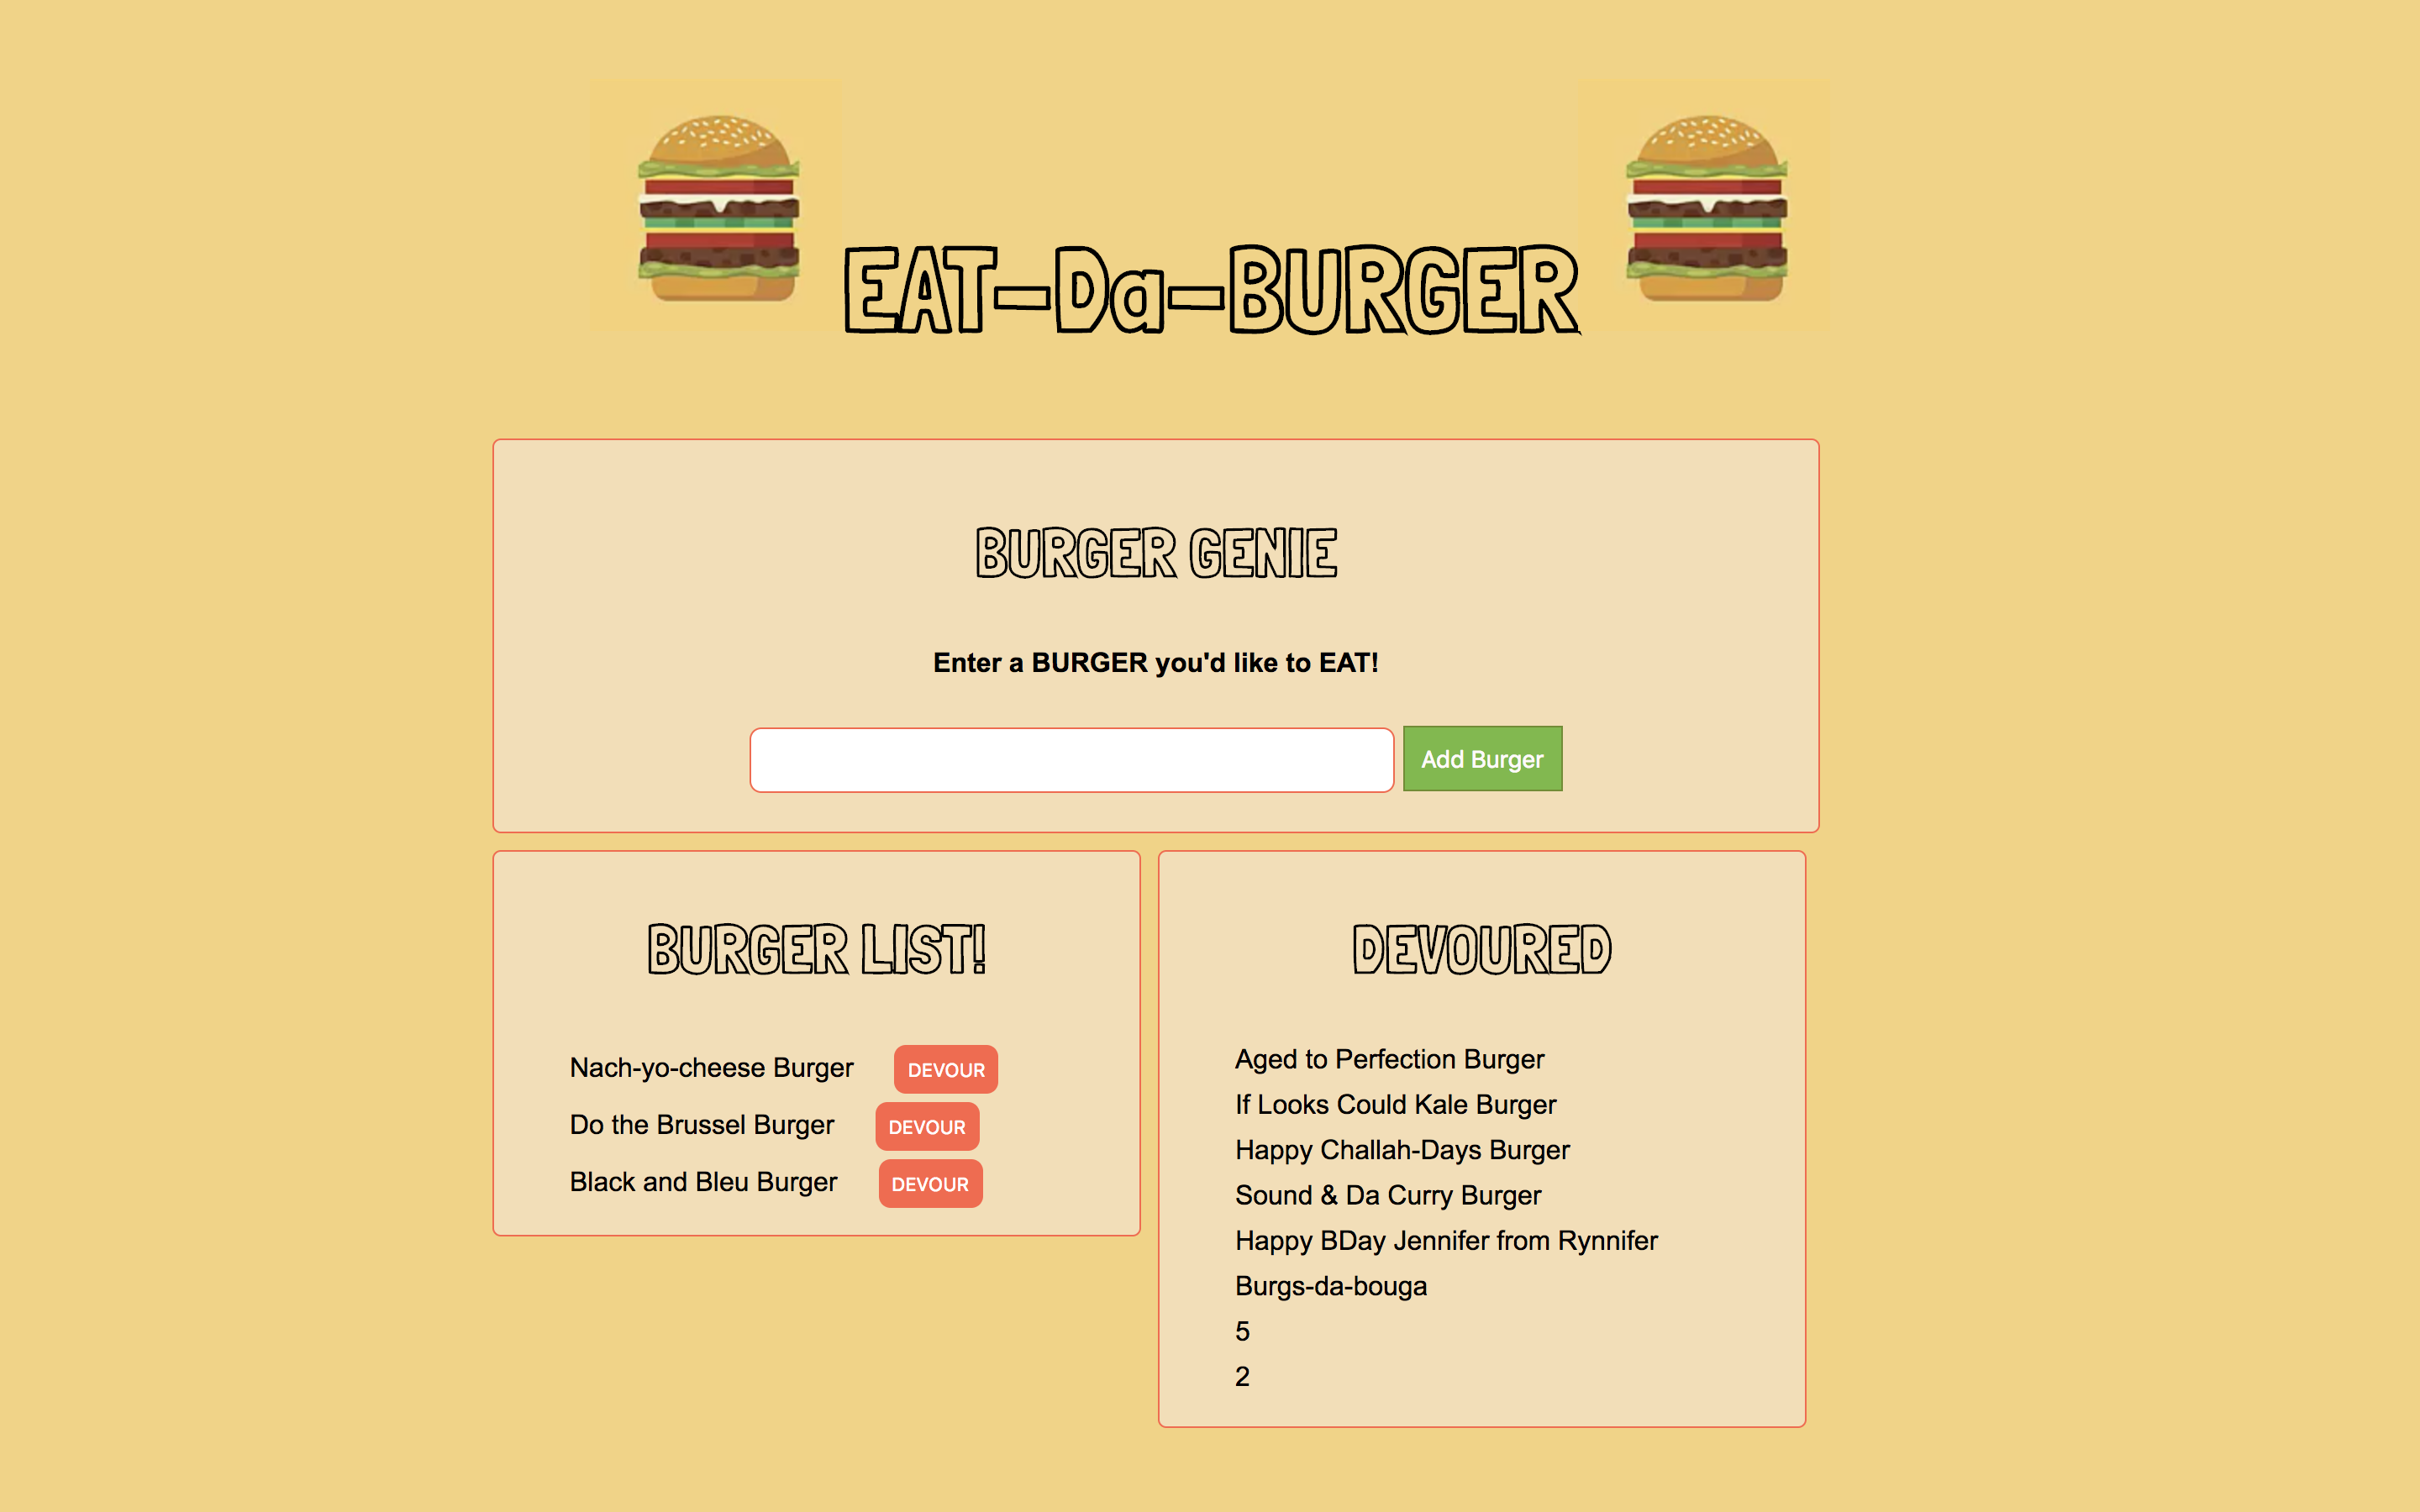 EAT-Da-BURGER
BURGER GENIE
Enter a BURGER you'd like to EAT!
Add Burger
BURGER LIST!
Nach-yo-cheese Burger DEVOUR
Do the Brussel Burger DEVOUR
Black and Bleu Burger DEVOUR
DEVOURED
Aged to Perfection Burger
If Looks Could Kale Burger
Happy Challah-Days Burger
Sound & Da Curry Burger
Happy BDay Jennifer from Rynnifer
Burgs-da-bouga
5
2